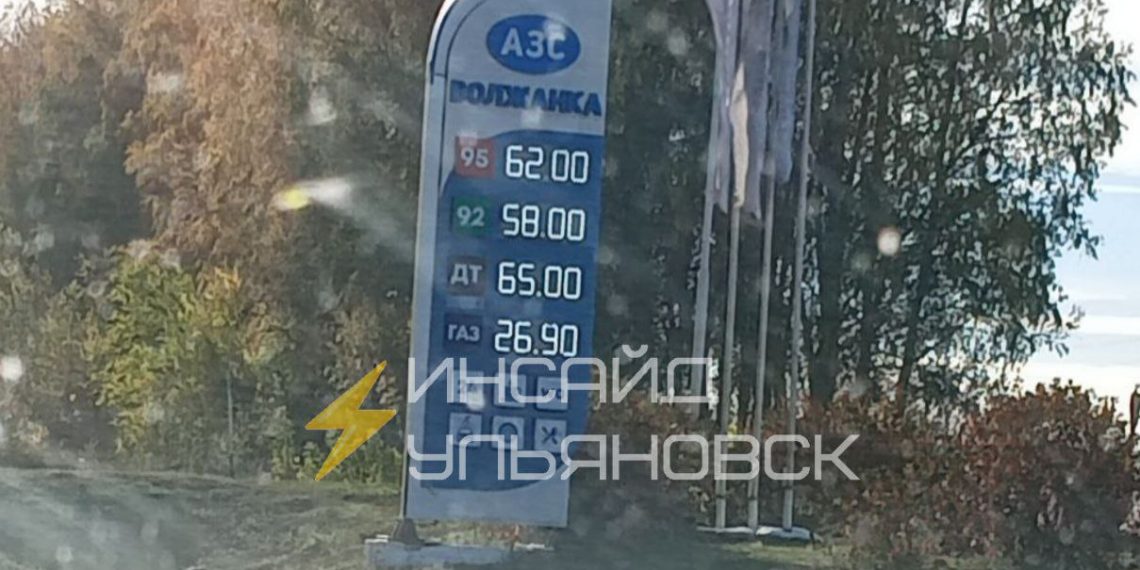 АЗС
ВОЛЖАНКА
95 62.00
92 58.00
ДТ 65.00
ГАЗ 26.90
ИНСАЙД
УЛЬЯНОВСК